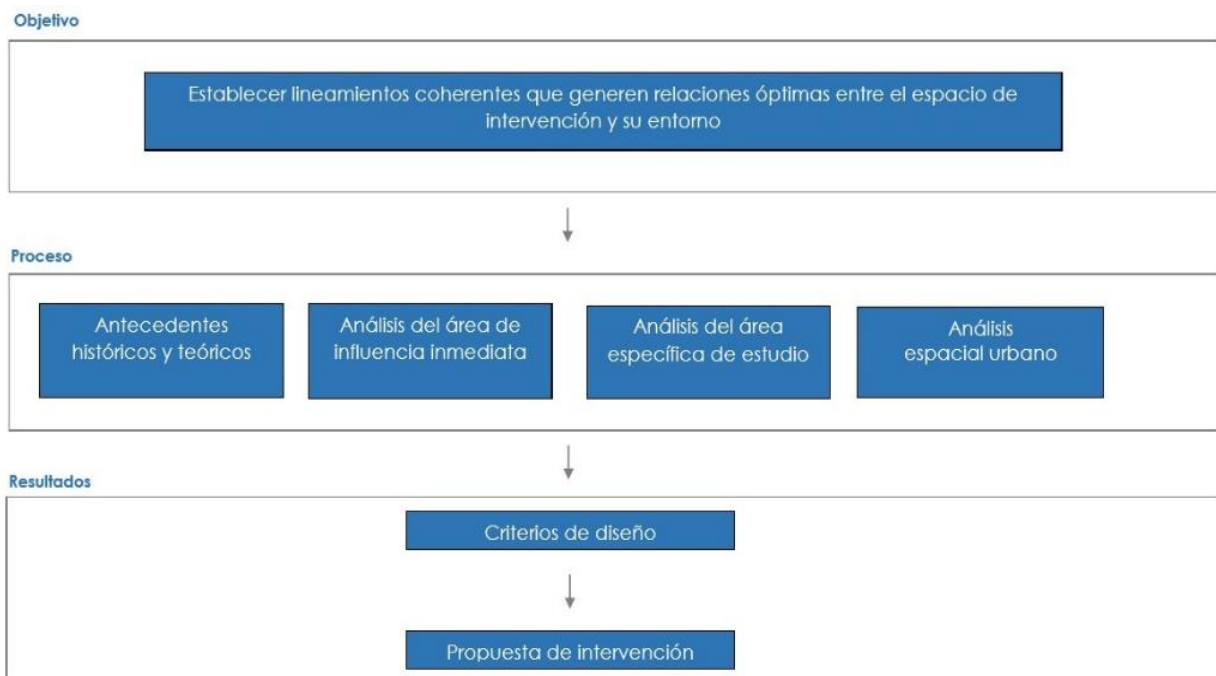 Objetivo
Establecer lineamientos coherentes que generen relaciones óptimas entre el espacio de
intervención y su entorno
Proceso
Antecedentes
históricos y teóricos
Análisis del área de
influencia inmediata
Análisis del área
específica de estudio
Análisis
espacial urbano
Resultados
Criterios de diseño
Propuesta de intervención